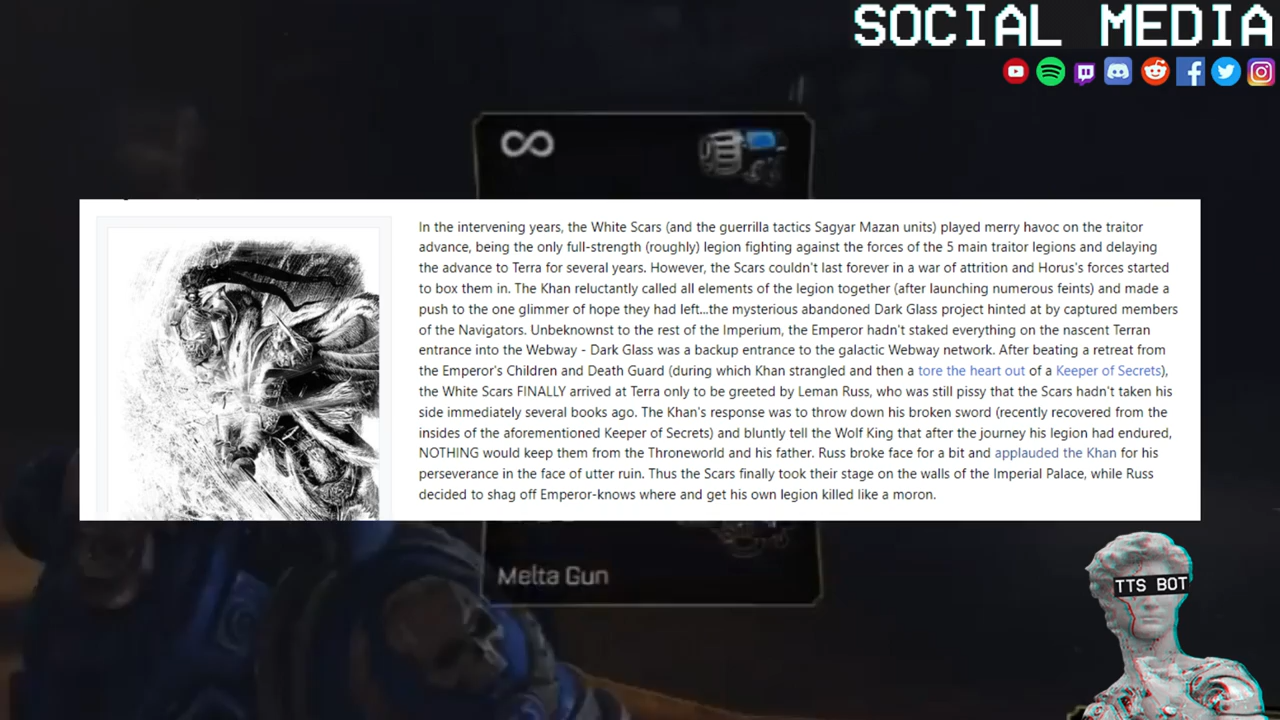 SOCIAL MEDIA
∞
In the intervening years, the White Scars (and the guerrilla tactics Sagyar Mazan units) played merry havoc on the traitor
advance, being the only full-strength (roughly) legion fighting against the forces of the 5 main traitor legions and delaying
the advance to Terra for several years. However, the Scars couldn't last forever in a war of attrition and Horus's forces started
to box them in. The Khan reluctantly called all elements of the legion together (after launching numerous feints) and made a
push to the one glimmer of hope they had left...the mysterious abandoned Dark Glass project hinted at by captured members
of the Navigators. Unbeknownst to the rest of the Imperium, the Emperor hadn't staked everything on the nascent Terran
entrance into the Webway - Dark Glass was a backup entrance to the galactic Webway network. After beating a retreat from
the Emperor's Children and Death Guard (during which Khan strangled and then a tore the heart out of a Keeper of Secrets),
the White Scars FINALLY arrived at Terra only to be greeted by Leman Russ, who was still pissy that the Scars hadn't taken his
side immediately several books ago. The Khan's response was to throw down his broken sword (recently recovered from the
insides of the aforementioned Keeper of Secrets) and bluntly tell the Wolf King that after the journey his legion had endured,
NOTHING would keep them from the Throneworld and his father. Russ broke face for a bit and applauded the Khan for his
perseverance in the face of utter ruin. Thus the Scars finally took their stage on the walls of the Imperial Palace, while Russ
decided to shag off Emperor-knows where and get his own legion killed like a moron.
Melta Gun
TTS BOT